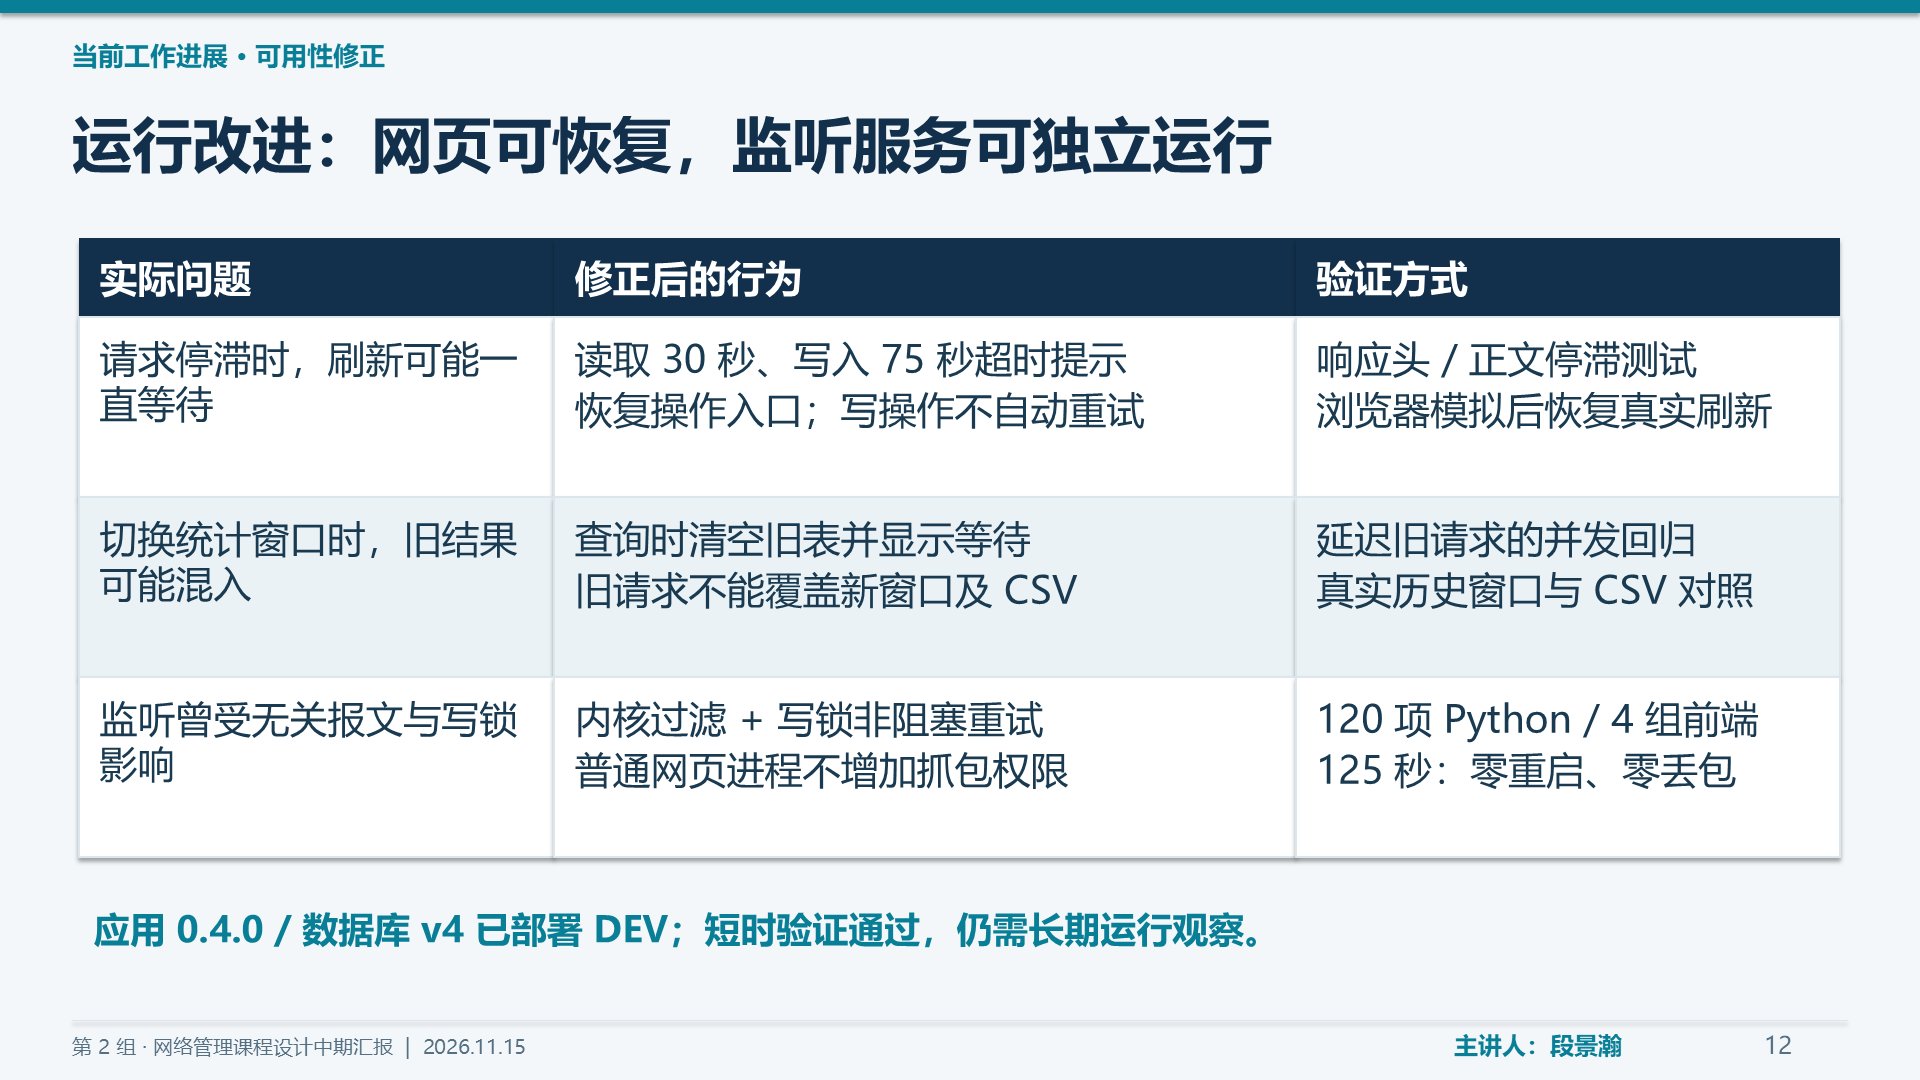 当前工作进展 • 可用性修正
运行改进：网页可恢复，监听服务可独立运行
实际问题
修正后的行为
验证方式
请求停滞时，刷新可能一
直等待
读取 30 秒、写入 75 秒超时提示
恢复操作入口；写操作不自动重试
响应头 / 正文停滞测试
浏览器模拟后恢复真实刷新
切换统计窗口时，旧结果
可能混入
查询时清空旧表并显示等待
旧请求不能覆盖新窗口及 CSV
延迟旧请求的并发回归
真实历史窗口与 CSV 对照
监听曾受无关报文与写锁
影响
内核过滤 + 写锁非阻塞重试
普通网页进程不增加抓包权限
120 项 Python / 4 组前端
125 秒：零重启、零丢包
应用 0.4.0 / 数据库 v4 已部署 DEV；短时验证通过，仍需长期运行观察。
第 2 组 · 网络管理课程设计中期汇报 | 2026.11.15
主讲人：段景瀚
12